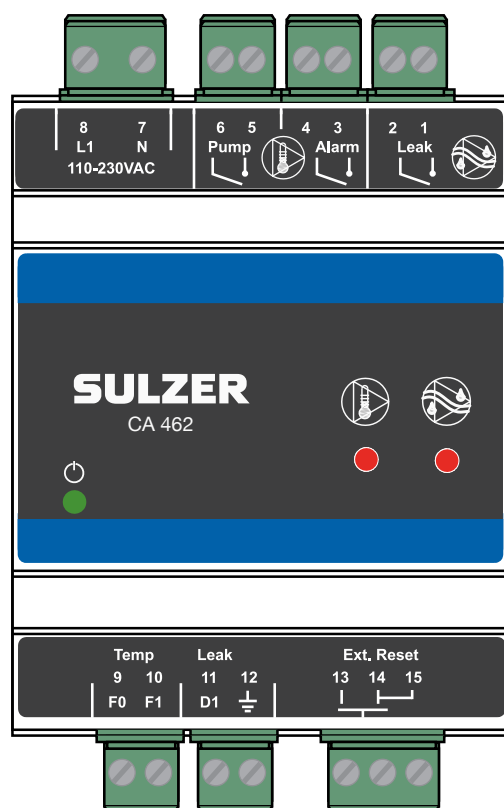 8 7 6 5 4 3 2 1
L1 N Pump Alarm Leak
110-230VAC
SULZER
CA 462
Temp Leak Ext. Reset
9 10 11 12 13 14 15
F0 F1 D1